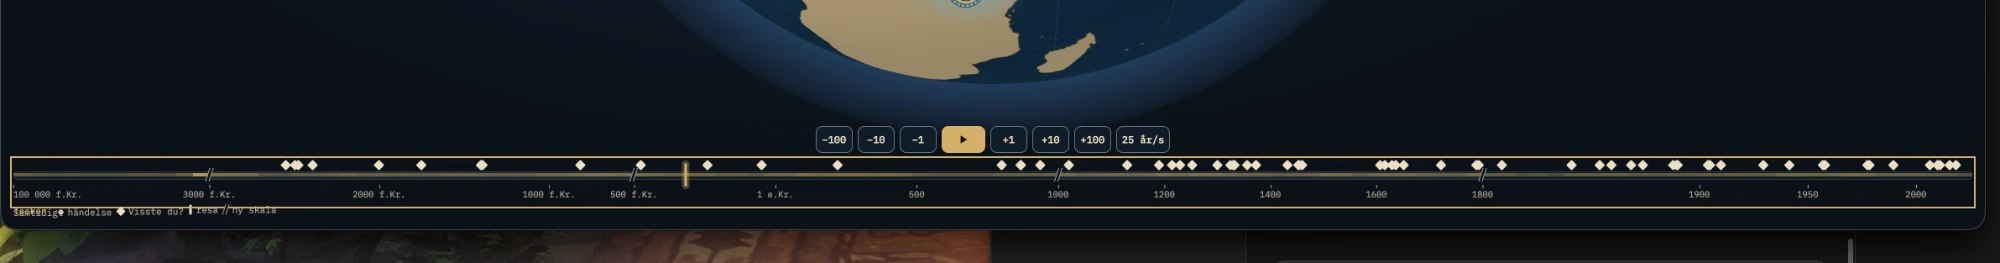 −100 −10 −1 +1 +10 +100 25 år/s
100 000 f.Kr. 3000 f.Kr. 2000 f.Kr. 1000 f.Kr. 500 f.Kr. 1 e.Kr. 500 1000 1200 1400 1600 1800 1900 1950 2000
händelse Visste du? resa // ny skala